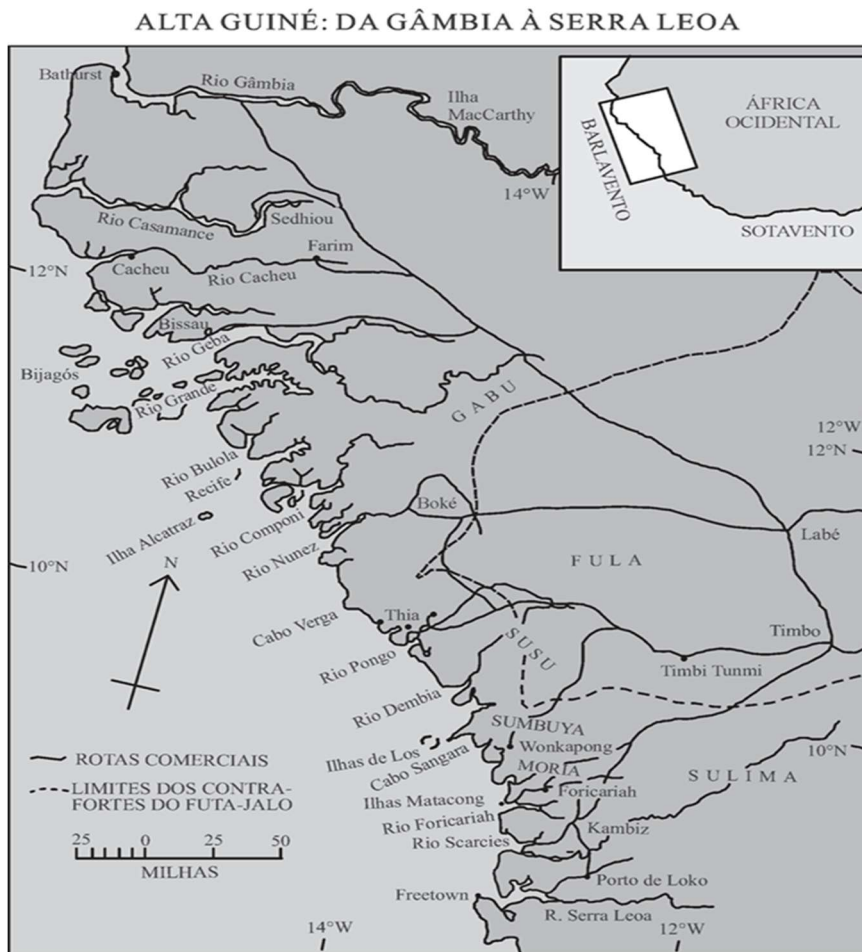 ALTA GUINÉ: DA GÂMBIA À SERRA LEOA
Bathurst
Rio Gâmbia
Ilha
MacCarthy
ÁFRICA
OCIDENTAL
BARLAVENTO
SOTAVENTO
14°W
Rio Casamance
Sedhiou
Farim
12°N
Cacheu
Rio Cacheu
Bissau
Rio Geba
Bijagós
Rio Grande
GABU
12°W
12°N
Rio Bulola
Recife
Boké
Ilha Alcatraz
Rio Componi
Labé
Rio Nunez
10°N
N
FULA
Cabo Verga
Thia
SUSU
Timbo
Rio Pongo
Timbi Tunmi
Rio Dembia
SUMBUYA
Ilhas de Los
Wonkapong
10°N
Cabo Sangara
ROTAS COMERCIAIS
MORIA
SULIMA
LIMITES DOS CONTRA-
FORTES DO FUTA-JALO
Foricariah
Ilhas Matacong
Rio Foricariah
Kambiz
Rio Scarcies
25 0 25 50
MILHAS
Porto de Loko
Freetown
R. Serra Leoa
14°W
12°W